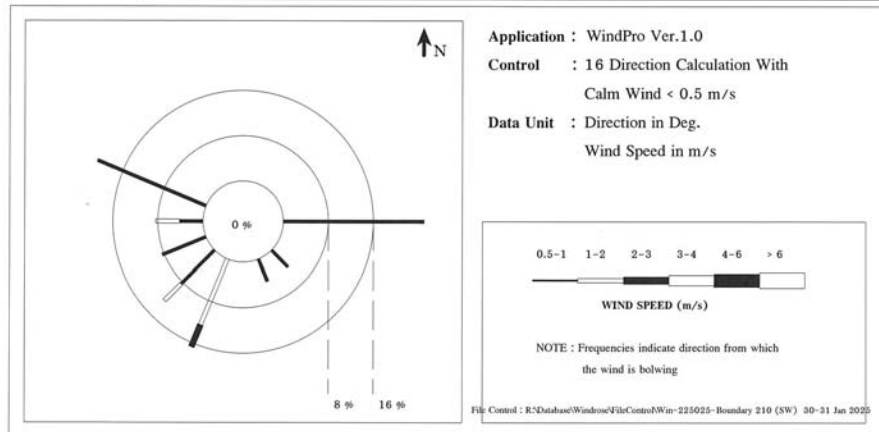 N
0 %
8 % 16 %
Application : WindPro Ver.1.0
Control : 16 Direction Calculation With
Calm Wind < 0.5 m/s
Data Unit : Direction in Deg.
Wind Speed in m/s
0.5-1 1-2 2-3 3-4 4-6 > 6
WIND SPEED (m/s)
NOTE : Frequencies indicate direction from which
the wind is bolwing
File Control : R:\Database\Windrose\FileControl\Win-225025-Boundary 210 (SW) 30-31 Jan 2025